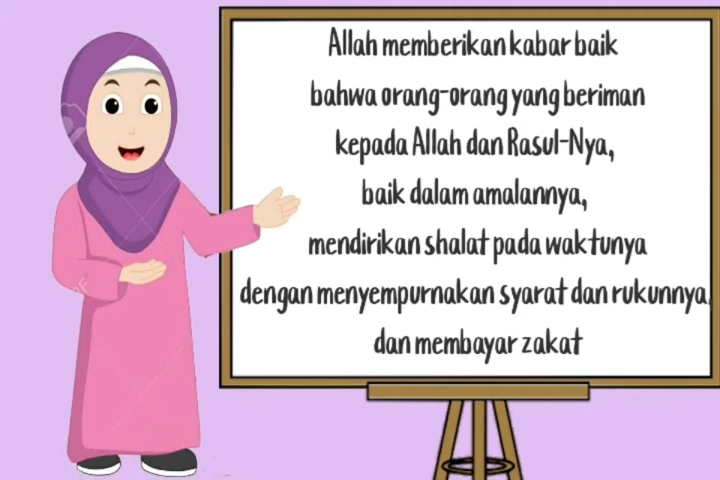 Allah memberikan kabar baik
bahwa orang-orang yang beriman
kepada Allah dan Rasul-Nya,
baik dalam amalannya,
mendirikan shalat pada waktunya
dengan menyempurnakan syarat dan rukunnya,
dan membayar zakat